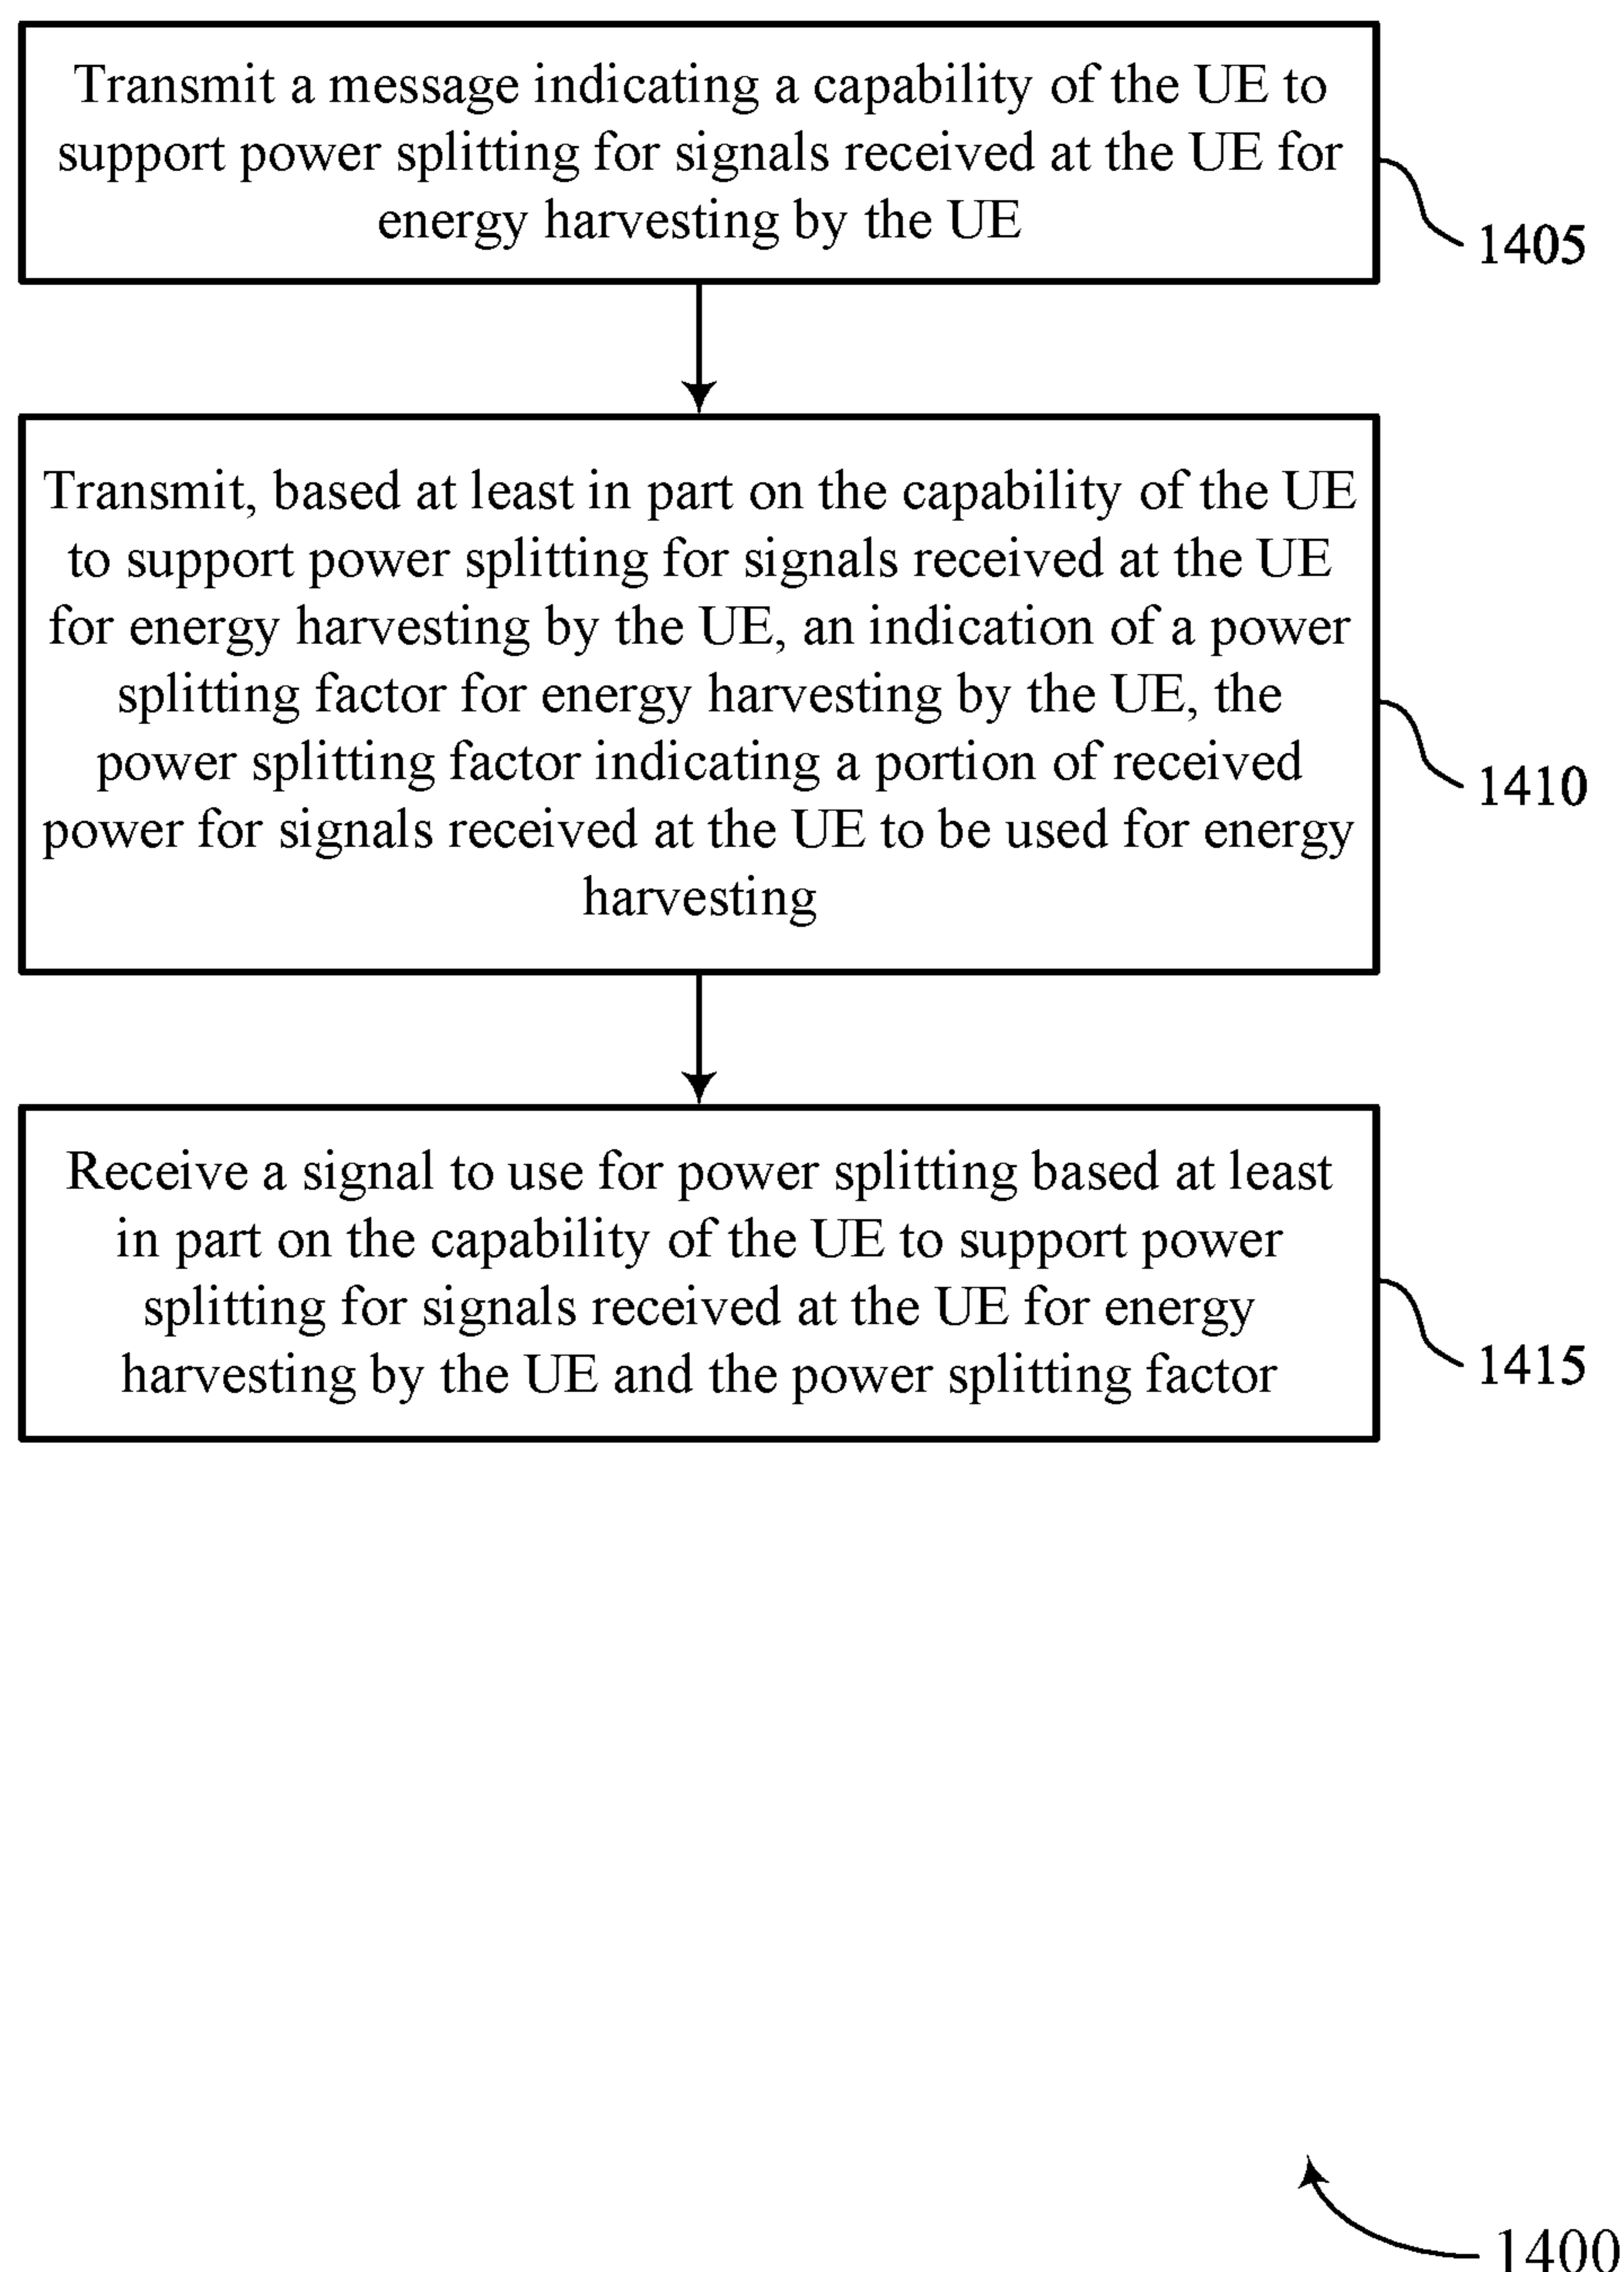 Transmit a message indicating a capability of the UE to
support power splitting for signals received at the UE for
energy harvesting by the UE
1405
Transmit, based at least in part on the capability of the UE
to support power splitting for signals received at the UE
for energy harvesting by the UE, an indication of a power
splitting factor for energy harvesting by the UE, the
power splitting factor indicating a portion of received
power for signals received at the UE to be used for energy
harvesting
1410
Receive a signal to use for power splitting based at least
in part on the capability of the UE to support power
splitting for signals received at the UE for energy
harvesting by the UE and the power splitting factor
1415
1400